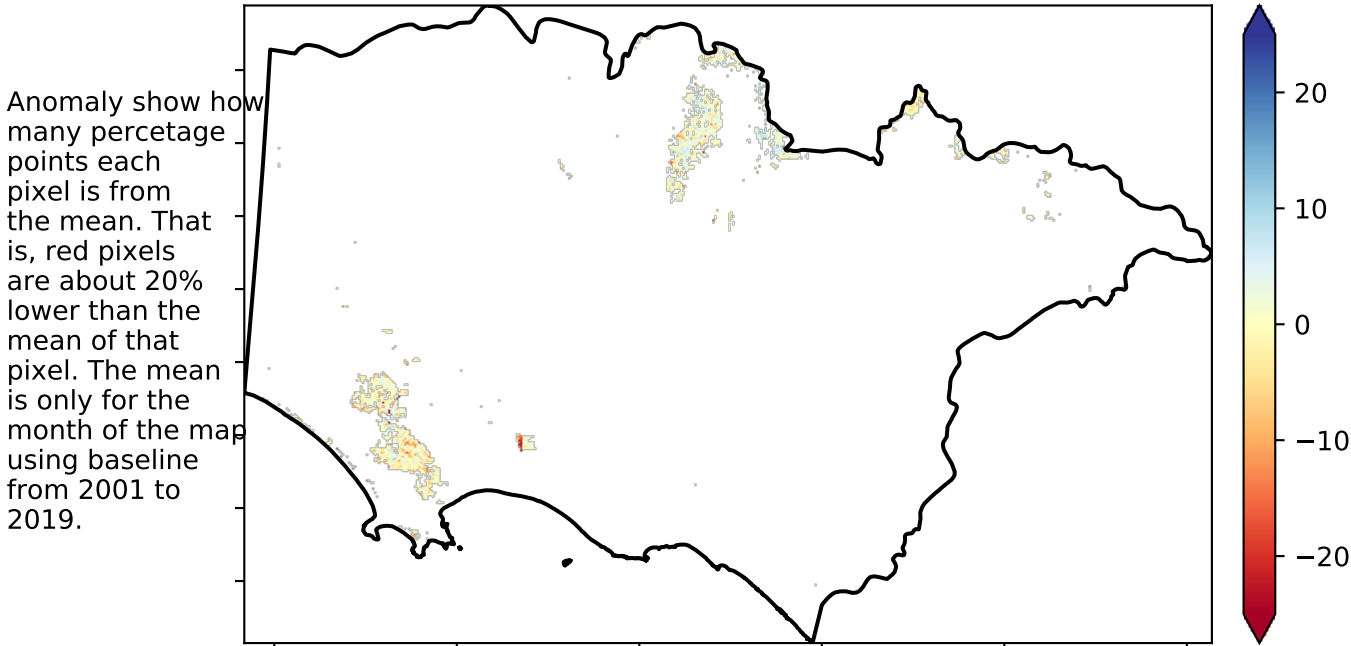 Anomaly show how
many percetage
points each
pixel is from
the mean. That
is, red pixels
are about 20%
lower than the
mean of that
pixel. The mean
is only for the
month of the map
using baseline
from 2001 to
2019.
20
10
0
−10
−20